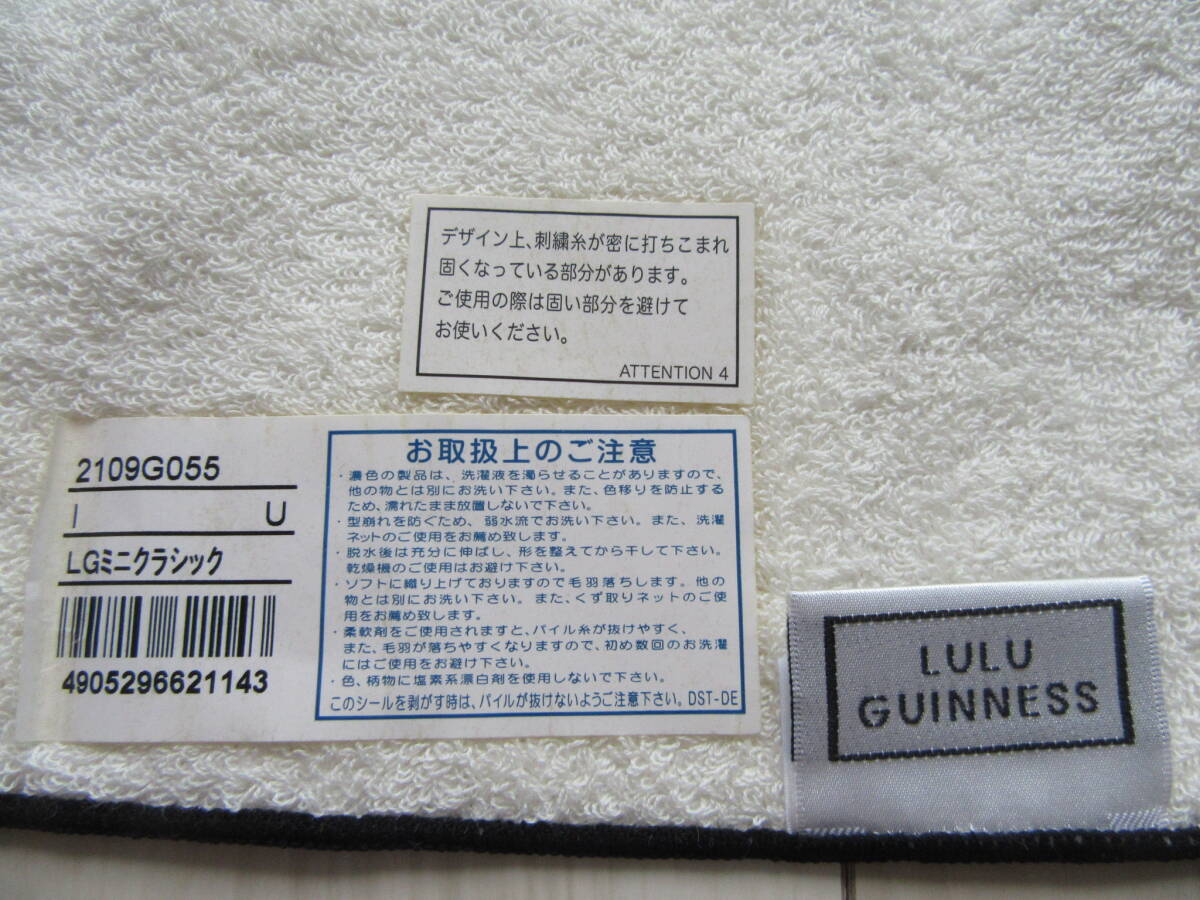 デザイン上、刺繍糸が密に打ちこまれ
固くなっている部分があります。
ご使用の際は固い部分を避けて
お使いください。
ATTENTION 4
2109G055
I U
LGミニクラシック
4905296621143
お取扱上のご注意
・濃色の製品は、洗濯液を濁らせることがありますので、
他の物とは別にお洗い下さい。また、色移りを防止する
ため、濡れたまま放置しないで下さい。
・型崩れを防ぐため、弱水流でお洗い下さい。また、洗濯
ネットのご使用をお薦め致します。
・脱水後は充分に伸ばし、形を整えてから干して下さい。
乾燥機のご使用はお避け下さい。
・ソフトに織り上げておりますので毛羽落ちします。他の
物とは別にお洗い下さい。また、くず取りネットのご使
用をお薦め致します。
・柔軟剤をご使用されますと、パイル糸が抜けやすく、
また、毛羽が落ちやすくなりますので、初め数回のお洗濯
にはご使用をお避け下さい。
・色、柄物に塩素系漂白剤を使用しないで下さい。
このシールを剥がす時は、パイルが抜けないようご注意下さい。DST-DE
LULU
GUINNESS